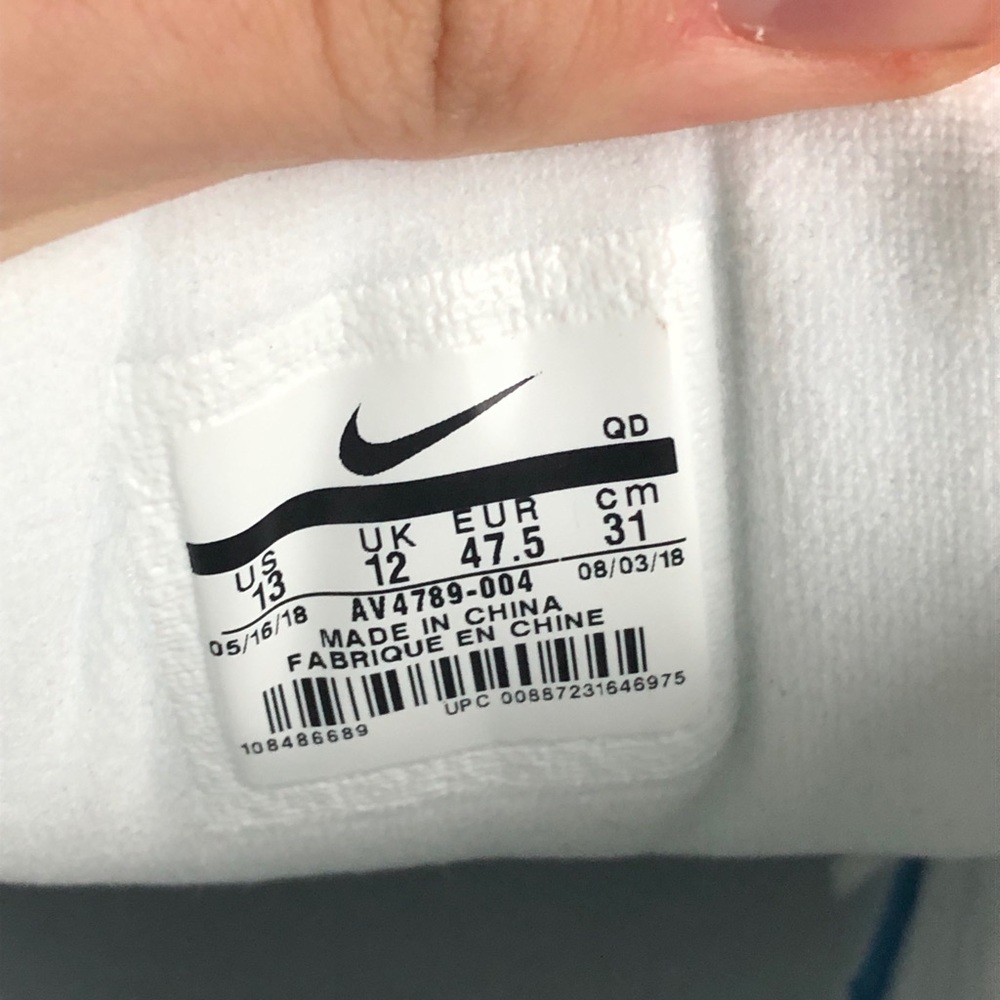 QD
US UK EUR cm
13 12 47.5 31
05/16/18 AV4789-004 08/03/18
MADE IN CHINA
FABRIQUE EN CHINE
UPC 00887231646975
108486689